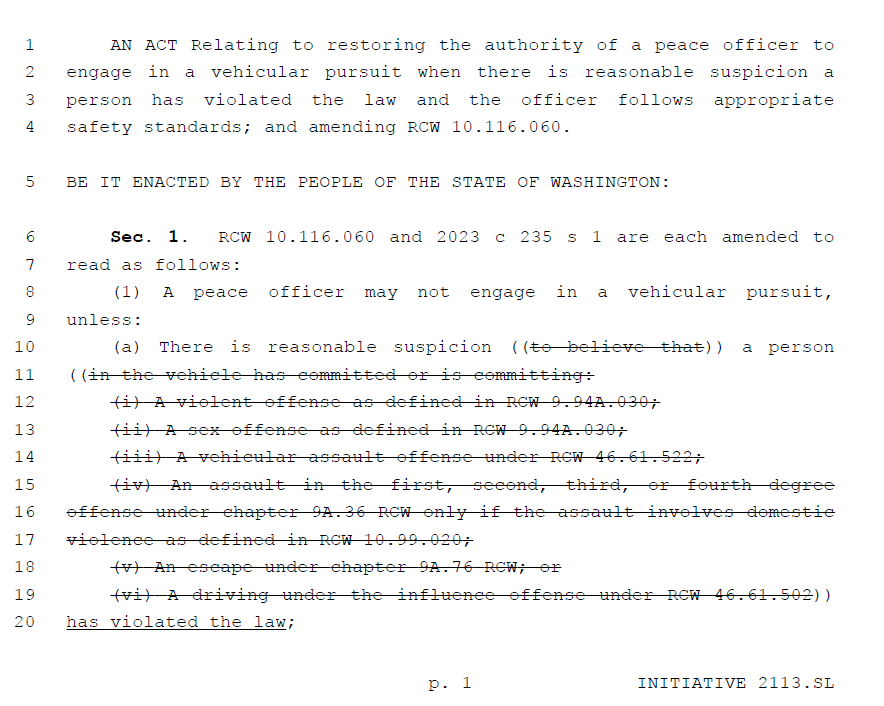 1 AN ACT Relating to restoring the authority of a peace officer to
2 engage in a vehicular pursuit when there is reasonable suspicion a
3 person has violated the law and the officer follows appropriate
4 safety standards; and amending RCW 10.116.060.
5 BE IT ENACTED BY THE PEOPLE OF THE STATE OF WASHINGTON:
6 Sec. 1. RCW 10.116.060 and 2023 c 235 s 1 are each amended to
7 read as follows:
8 (1) A peace officer may not engage in a vehicular pursuit,
9 unless:
10 (a) There is reasonable suspicion ((to believe that)) a person
11 ((in the vehicle has committed or is committing:
12 (i) A violent offense as defined in RCW 9.94A.030;
13 (ii) A sex offense as defined in RCW 9.94A.030;
14 (iii) A vehicular assault offense under RCW 46.61.522;
15 (iv) An assault in the first, second, third, or fourth degree
16 offense under chapter 9A.36 RCW only if the assault involves domestic
17 violence as defined in RCW 10.99.020;
18 (v) An escape under chapter 9A.76 RCW; or
19 (vi) A driving under the influence offense under RCW 46.61.502))
20 has violated the law;
p. 1 INITIATIVE 2113.SL